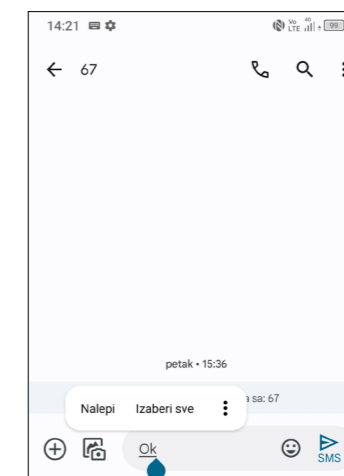 14:21
Vo LTE 4G 99
67
petak • 15:36
sa: 67
Nalepi Izaberi sve
Ok
SMS